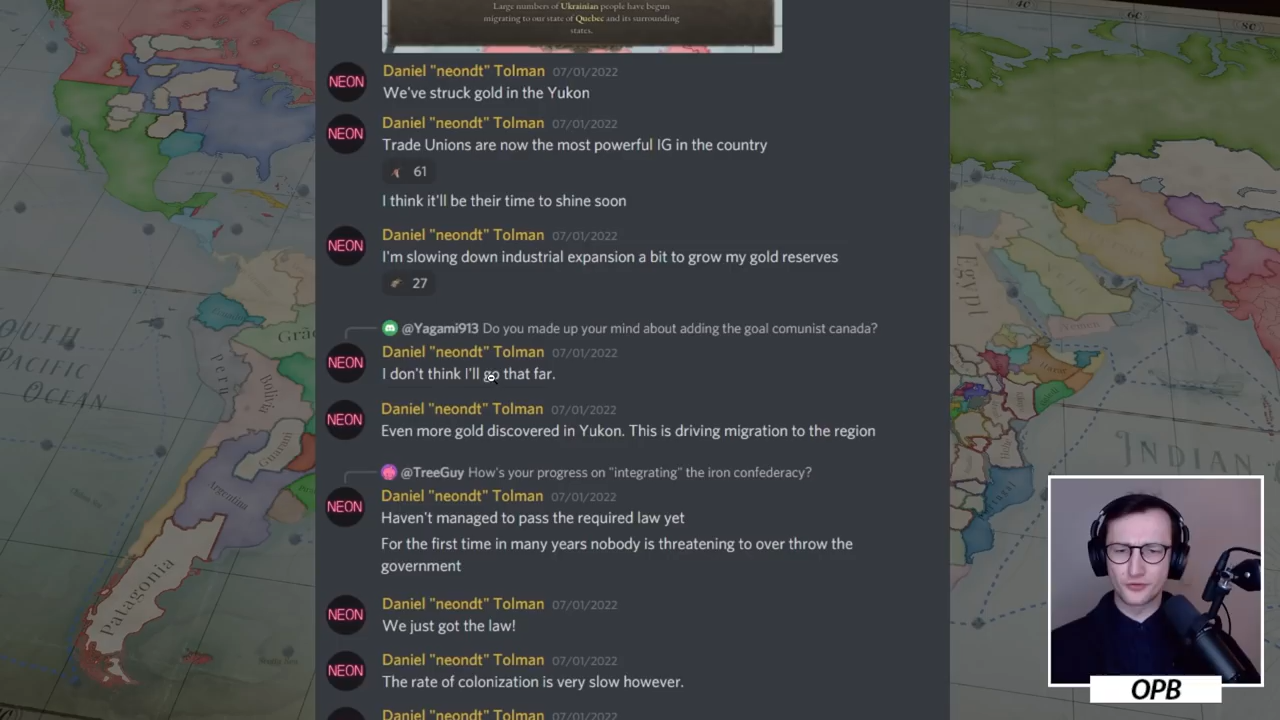 Large numbers of Ukrainian people have begun
migrating to our state of Quebec and its surrounding
states.
NEON
Daniel "neondt" Tolman 07/01/2022
We've struck gold in the Yukon
NEON
Daniel "neondt" Tolman 07/01/2022
Trade Unions are now the most powerful IG in the country
61
I think it'll be their time to shine soon
NEON
Daniel "neondt" Tolman 07/01/2022
I'm slowing down industrial expansion a bit to grow my gold reserves
27
@Yagami913 Do you made up your mind about adding the goal comunist canada?
NEON
Daniel "neondt" Tolman 07/01/2022
I don't think I'll go that far.
NEON
Daniel "neondt" Tolman 07/01/2022
Even more gold discovered in Yukon. This is driving migration to the region
@TreeGuy How's your progress on "integrating" the iron confederacy?
NEON
Daniel "neondt" Tolman 07/01/2022
Haven't managed to pass the required law yet
For the first time in many years nobody is threatening to over throw the
government
NEON
Daniel "neondt" Tolman 07/01/2022
We just got the law!
NEON
Daniel "neondt" Tolman 07/01/2022
The rate of colonization is very slow however.
Daniel "neondt" Tolman 07/01/2022
SOUTH
PACIFIC
OCEAN
Peru
Bolivia
Guarani
Argentina
Patagonia
Egypt
INDIAN
OPB